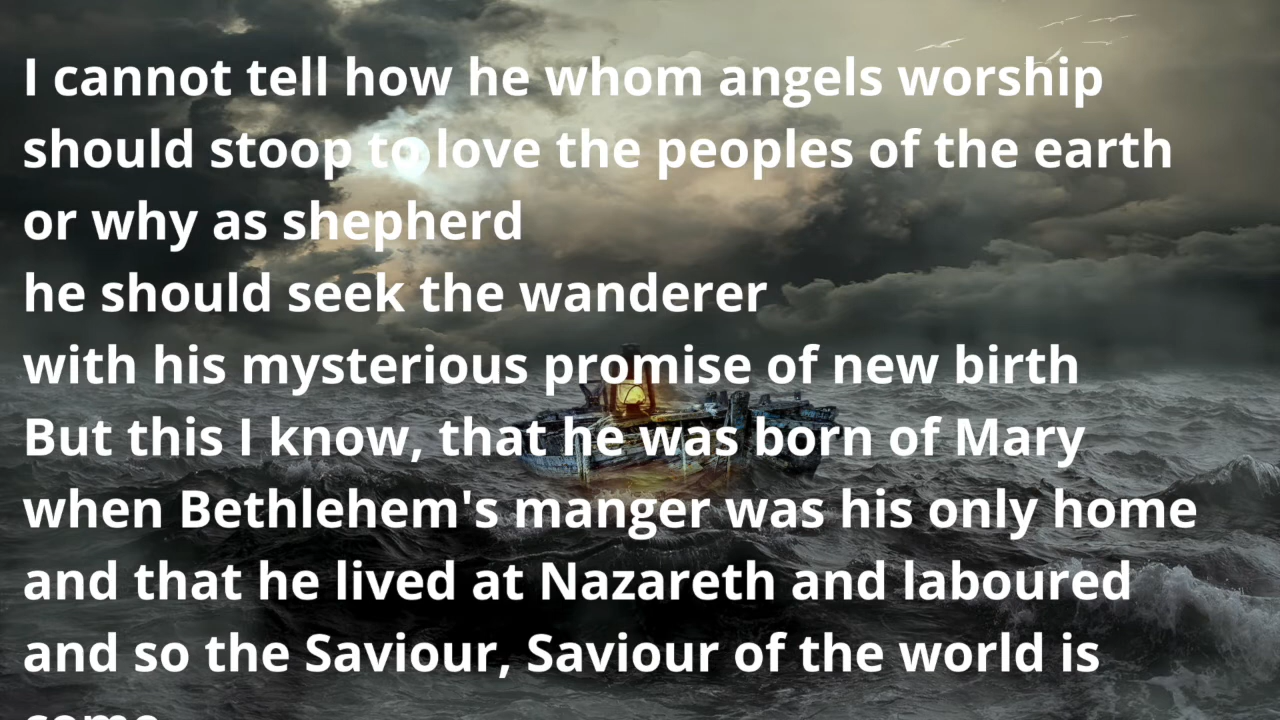 I cannot tell how he whom angels worship
should stoop to love the peoples of the earth
or why as shepherd
he should seek the wanderer
with his mysterious promise of new birth
But this I know, that he was born of Mary
when Bethlehem's manger was his only home
and that he lived at Nazareth and laboured
and so the Saviour, Saviour of the world is